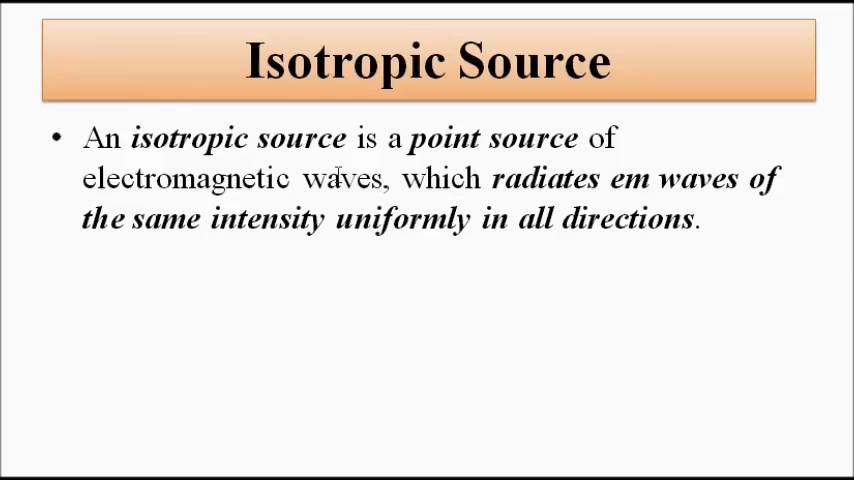 Isotropic Source
• An isotropic source is a point source of
electromagnetic waves, which radiates em waves of
the same intensity uniformly in all directions.